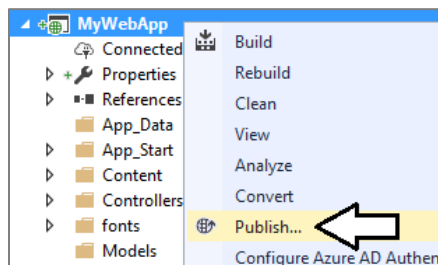 MyWebApp
Connected
Properties
References
App_Data
App_Start
Content
Controllers
fonts
Models
Build
Rebuild
Clean
View
Analyze
Convert
Publish...
Configure Azure AD Authen